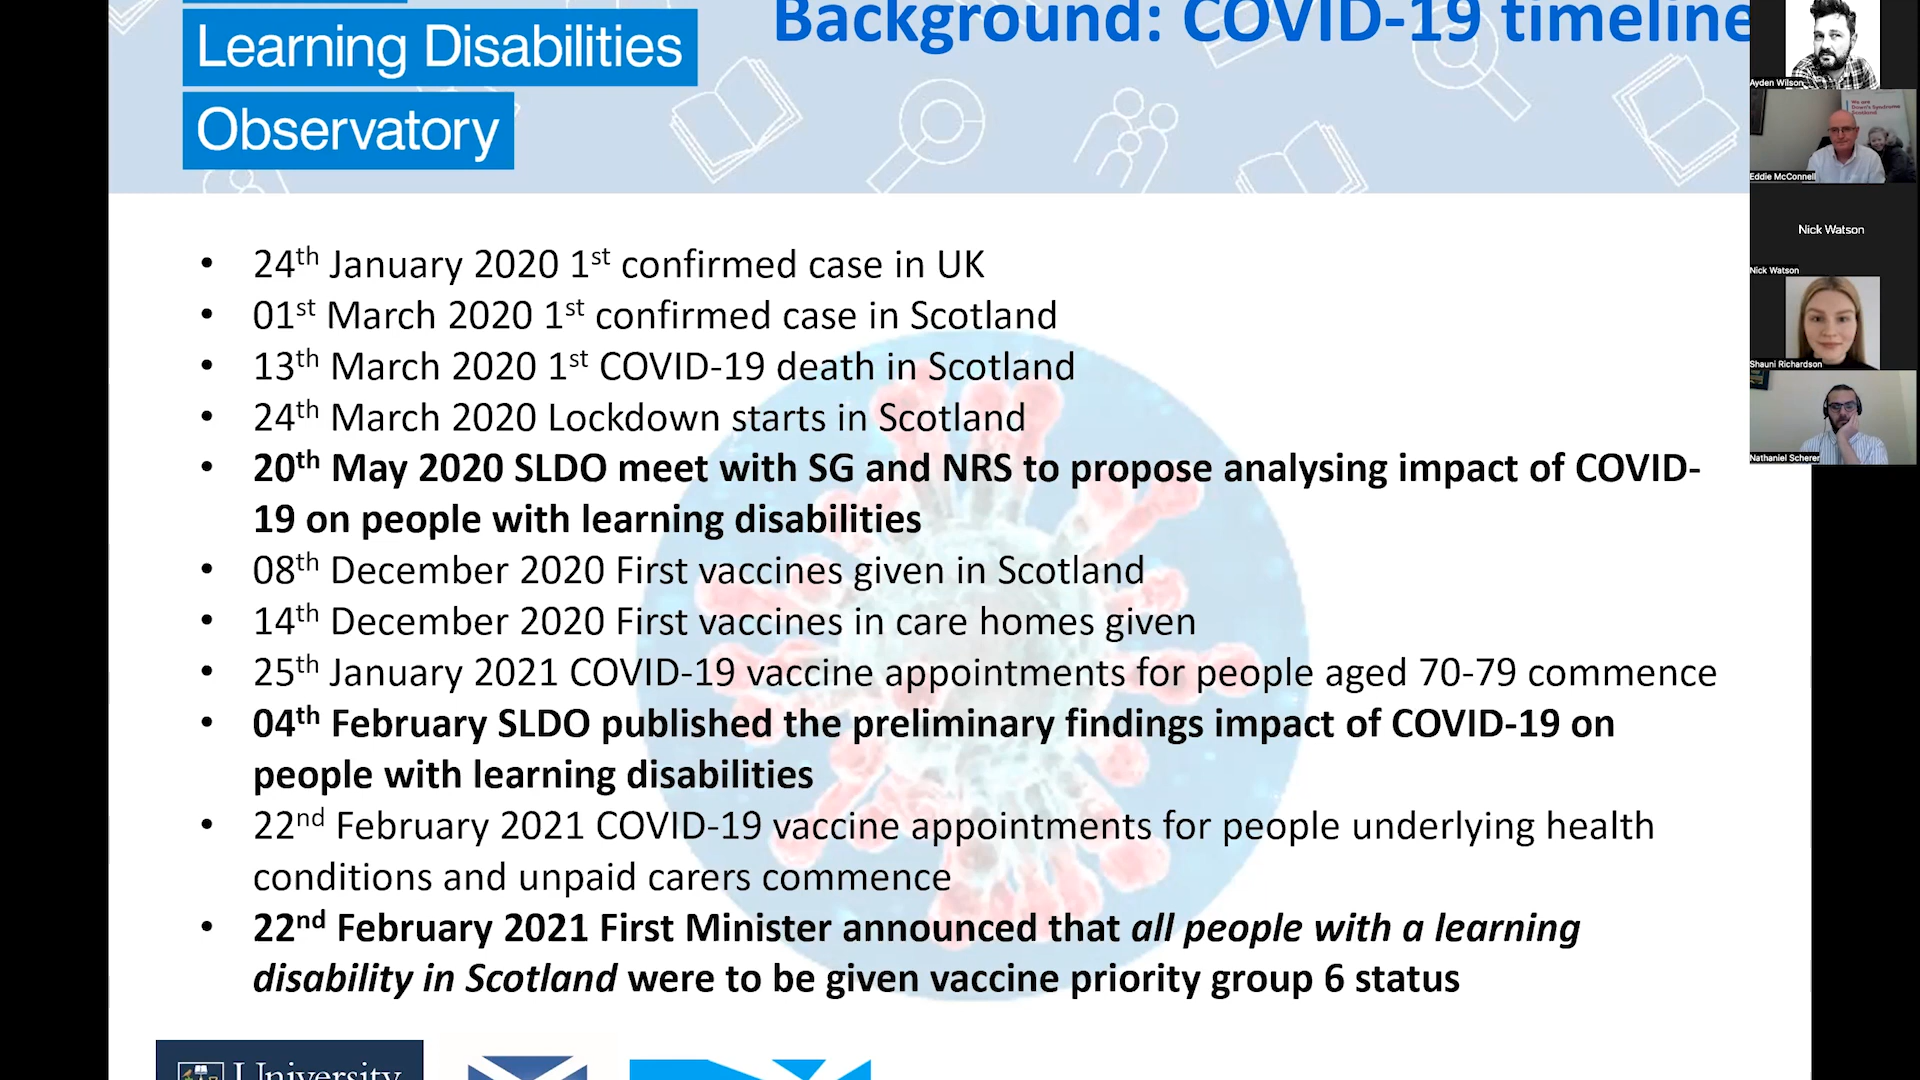 Learning Disabilities
Observatory
Background: COVID-19 timeline
• 24th January 2020 1st confirmed case in UK
• 01st March 2020 1st confirmed case in Scotland
• 13th March 2020 1st COVID-19 death in Scotland
• 24th March 2020 Lockdown starts in Scotland
• 20th May 2020 SLDO meet with SG and NRS to propose analysing impact of COVID-
19 on people with learning disabilities
• 08th December 2020 First vaccines given in Scotland
• 14th December 2020 First vaccines in care homes given
• 25th January 2021 COVID-19 vaccine appointments for people aged 70-79 commence
• 04th February SLDO published the preliminary findings impact of COVID-19 on
people with learning disabilities
• 22nd February 2021 COVID-19 vaccine appointments for people underlying health
conditions and unpaid carers commence
• 22nd February 2021 First Minister announced that all people with a learning
disability in Scotland were to be given vaccine priority group 6 status
University
Ayden Wilson
We are
Down's Syndrome
Scotland
Eddie McConnell
Nick Watson
Nick Watson
Shauni Richardson
Nathaniel Scherer